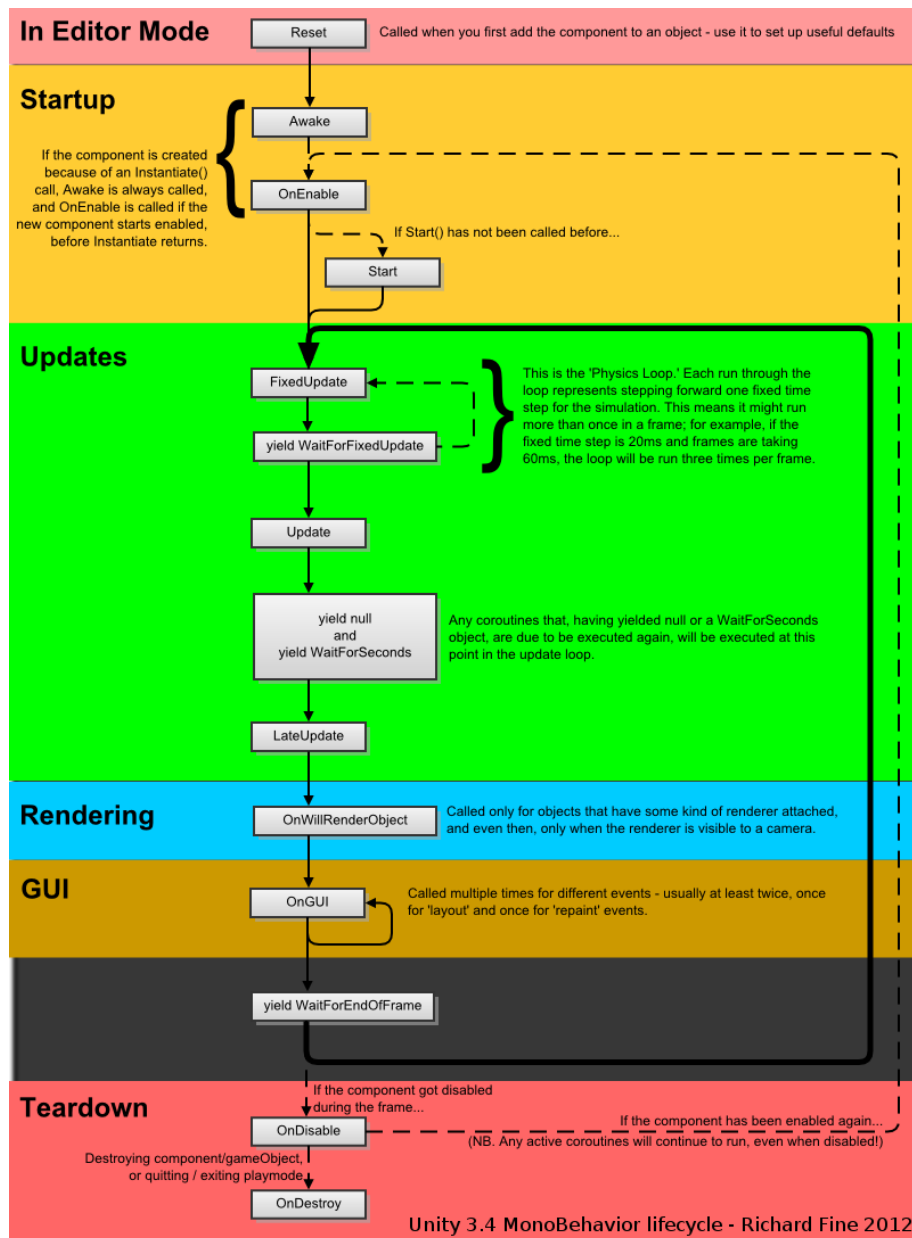 In Editor Mode
Reset
Called when you first add the component to an object - use it to set up useful defaults
Startup
Awake
If the component is created
because of an Instantiate()
call, Awake is always called,
and OnEnable is called if the
new component starts enabled,
before Instantiate returns.
OnEnable
If Start() has not been called before...
Start
Updates
FixedUpdate
yield WaitForFixedUpdate
This is the 'Physics Loop.' Each run through the
loop represents stepping forward one fixed time
step for the simulation. This means it might run
more than once in a frame; for example, if the
fixed time step is 20ms and frames are taking
60ms, the loop will be run three times per frame.
Update
yield null
and
yield WaitForSeconds
Any coroutines that, having yielded null or a WaitForSeconds
object, are due to be executed again, will be executed at this
point in the update loop.
LateUpdate
Rendering
OnWillRenderObject
Called only for objects that have some kind of renderer attached,
and even then, only when the renderer is visible to a camera.
GUI
OnGUI
Called multiple times for different events - usually at least twice, once
for 'layout' and once for 'repaint' events.
yield WaitForEndOfFrame
Teardown
If the component got disabled
during the frame...
OnDisable
If the component has been enabled again...
(NB. Any active coroutines will continue to run, even when disabled!)
Destroying component/gameObject,
or quitting / exiting playmode
OnDestroy
Unity 3.4 MonoBehavior lifecycle - Richard Fine 2012